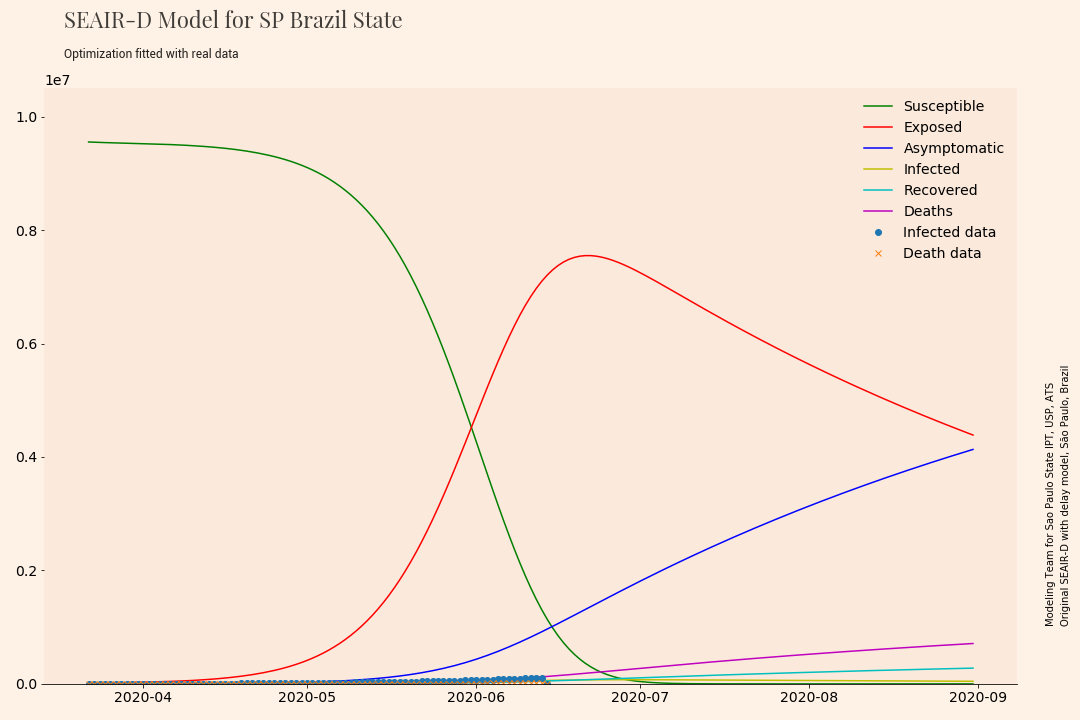 SEAIR-D Model for SP Brazil State
Optimization fitted with real data
1e7
1.0
0.8
0.6
0.4
0.2
0.0
2020-04
2020-05
2020-06
2020-07
2020-08
2020-09
Susceptible
Exposed
Asymptomatic
Infected
Recovered
Deaths
Infected data
Death data
Modeling Team for Sao Paulo State IPT, USP, ATS
Original SEAIR-D with delay model, São Paulo, Brazil